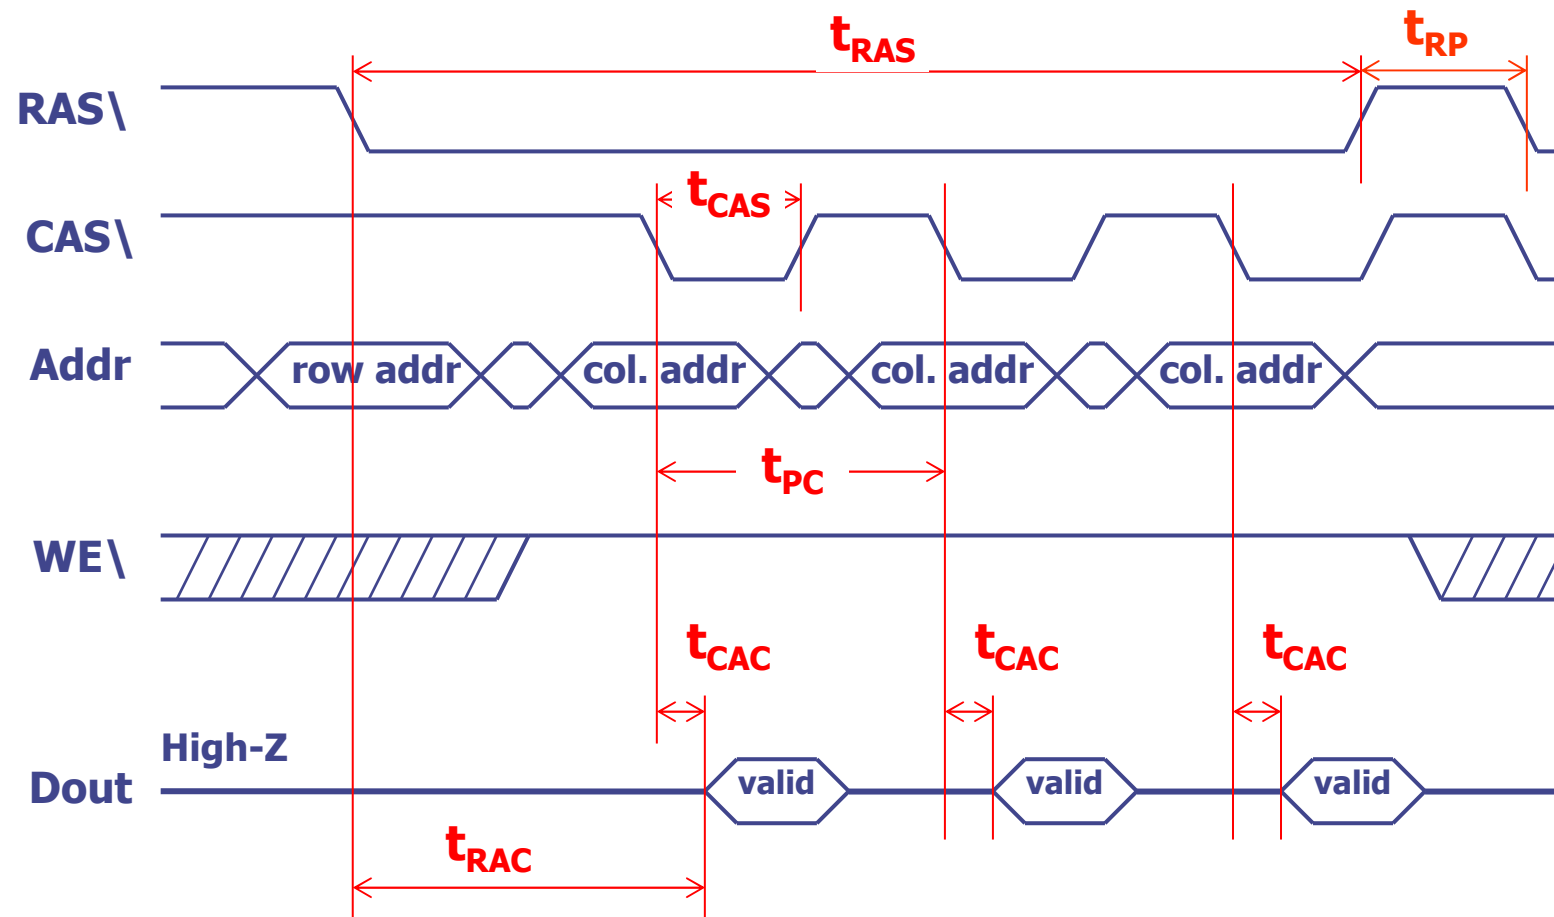 tRAS
tRP
RAS\
tCAS
CAS\
Addr
row addr
col. addr
col. addr
col. addr
tPC
WE\
tCAC
tCAC
tCAC
High-Z
Dout
valid
valid
valid
tRAC